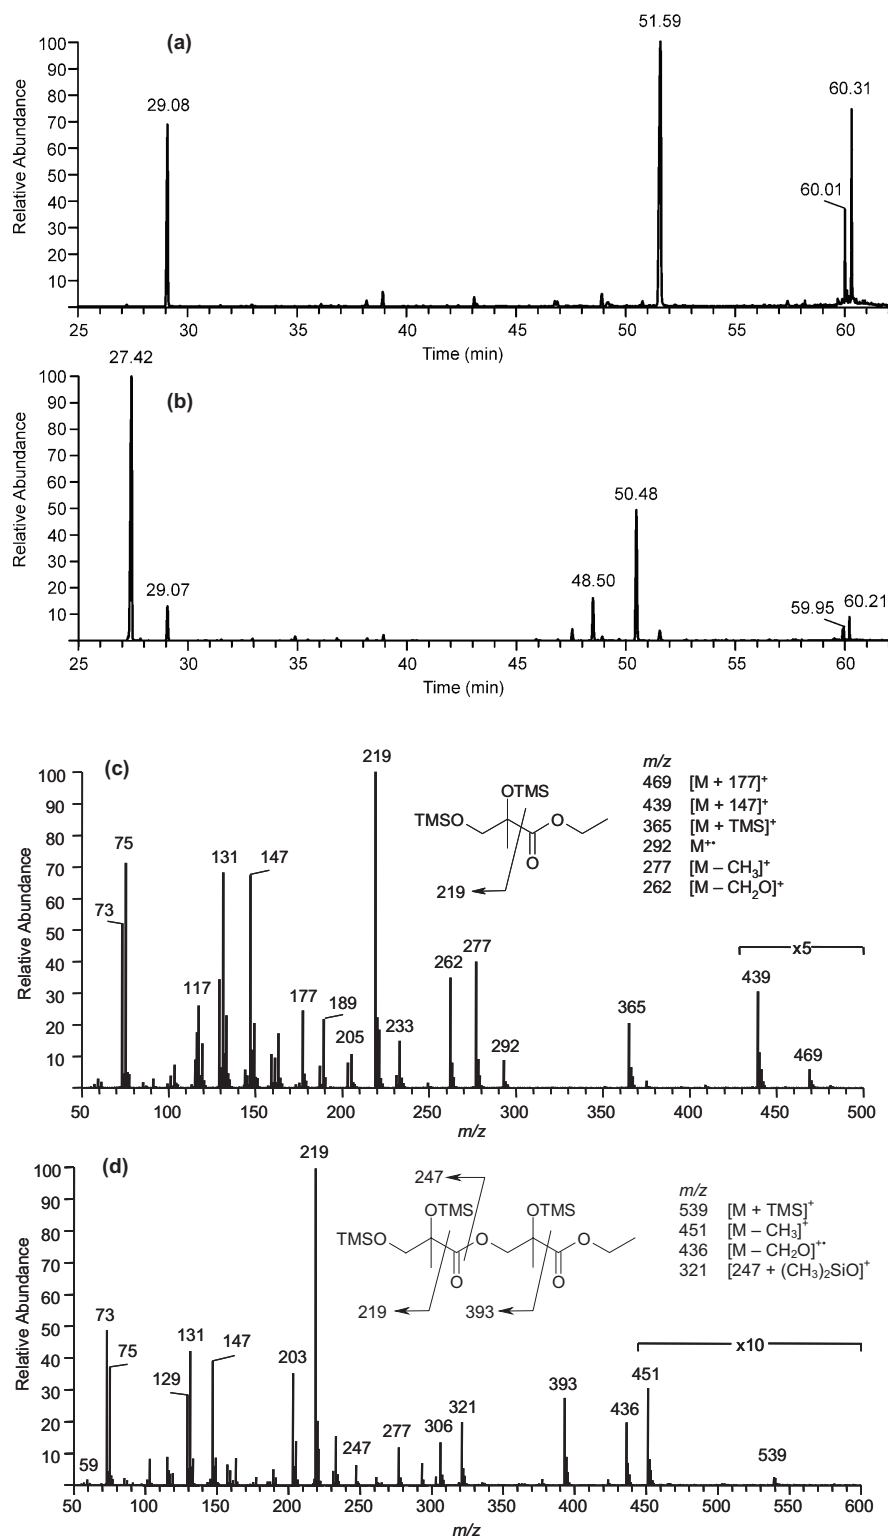 (a)
Relative Abundance
100
90
80
70
60
50
40
30
20
10
29.08
51.59
60.01
60.31
25 30 35 40 45 50 55 60
Time (min)
(b)
Relative Abundance
100
90
80
70
60
50
40
30
20
10
27.42
29.07
48.50
50.48
59.95
60.21
25 30 35 40 45 50 55 60
Time (min)
(c)
Relative Abundance
100
90
80
70
60
50
40
30
20
10
73
75
117
131
147
177
189
205
219
233
262
277
292
365
439
469
x5
OTMS
TMSO
O
O
219
m/z
469 [M + 177]⁺
439 [M + 147]⁺
365 [M + TMS]⁺
292 M⁺•
277 [M – CH₃]⁺
262 [M – CH₂O]⁺
50 100 150 200 250 300 350 400 450 500
m/z
(d)
Relative Abundance
100
90
80
70
60
50
40
30
20
10
59
73
75
129
131
147
203
219
247
277
306
321
393
436
451
539
x10
247
OTMS
OTMS
TMSO
O
O
O
O
219
393
m/z
539 [M + TMS]⁺
451 [M – CH₃]⁺
436 [M – CH₂O]⁺•
321 [247 + (CH₃)₂SiO]⁺
50 100 150 200 250 300 350 400 450 500 550 600
m/z